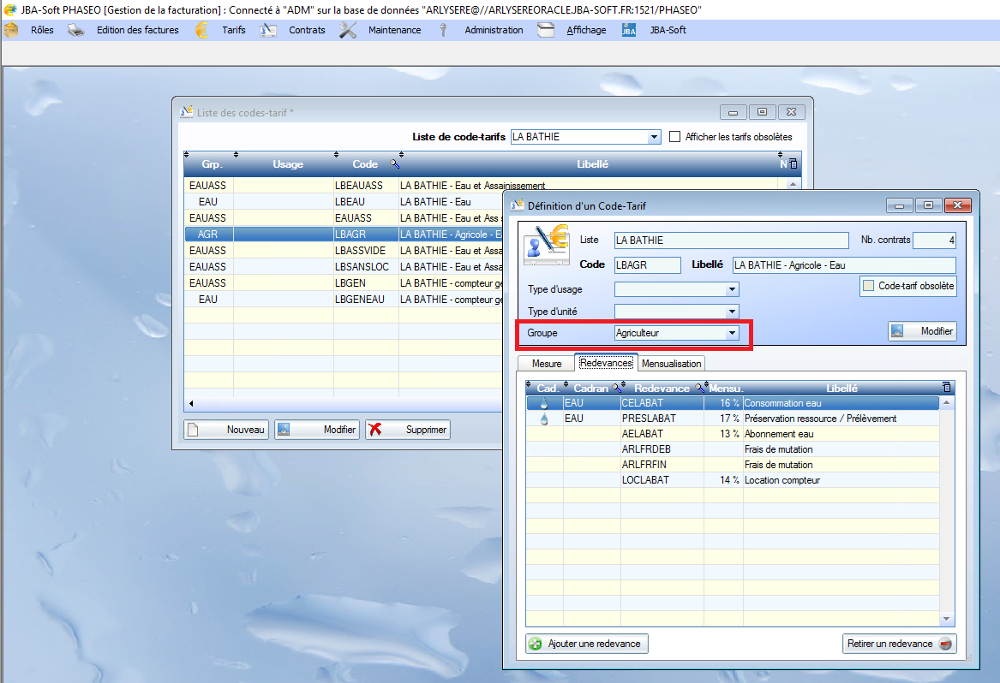 JBA-Soft PHASEO [Gestion de la facturation] : Connecté à "ADM" sur la base de données "ARLYSERE@//ARLYSEREORACLE.JBA-SOFT.FR:1521/PHASEO"
Rôles Edition des factures Tarifs Contrats Maintenance Administration Affichage JBA JBA-Soft
Liste des codes-tarif *
Liste de code-tarifs LA BATHIE Afficher les tarifs obsolètes
Grp. Usage Code Libellé N
EAUASS LBEAUASS LA BATHIE - Eau et Assainissement
EAU LBEAU LA BATHIE - Eau
EAUASS EAUASS LA BATHIE - Eau et Ass s
AGR LBAGR LA BATHIE - Agricole - E
EAUASS LBASSVIDE LA BATHIE - Eau et Assa
EAUASS LBSANSLOC LA BATHIE - Eau et Assa
EAUASS LBGEN LA BATHIE - compteur ge
EAU LBGENEAU LA BATHIE - compteur ge
Nouveau Modifier Supprimer
Définition d'un Code-Tarif
Liste LA BATHIE Nb. contrats 4
Code LBAGR Libellé LA BATHIE - Agricole - Eau
Type d'usage Code-tarif obsolète
Type d'unité
Groupe Agriculteur Modifier
Mesure Redevances Mensualisation
Cad. Cadran Redevance Mensu. Libellé
EAU CELABAT 16 % Consommation eau
EAU PRESLABAT 17 % Préservation ressource / Prélèvement
AELABAT 13 % Abonnement eau
ARLFRDEB Frais de mutation
ARLFRFIN Frais de mutation
LOCLABAT 14 % Location compteur
Ajouter une redevance Retirer un redevance